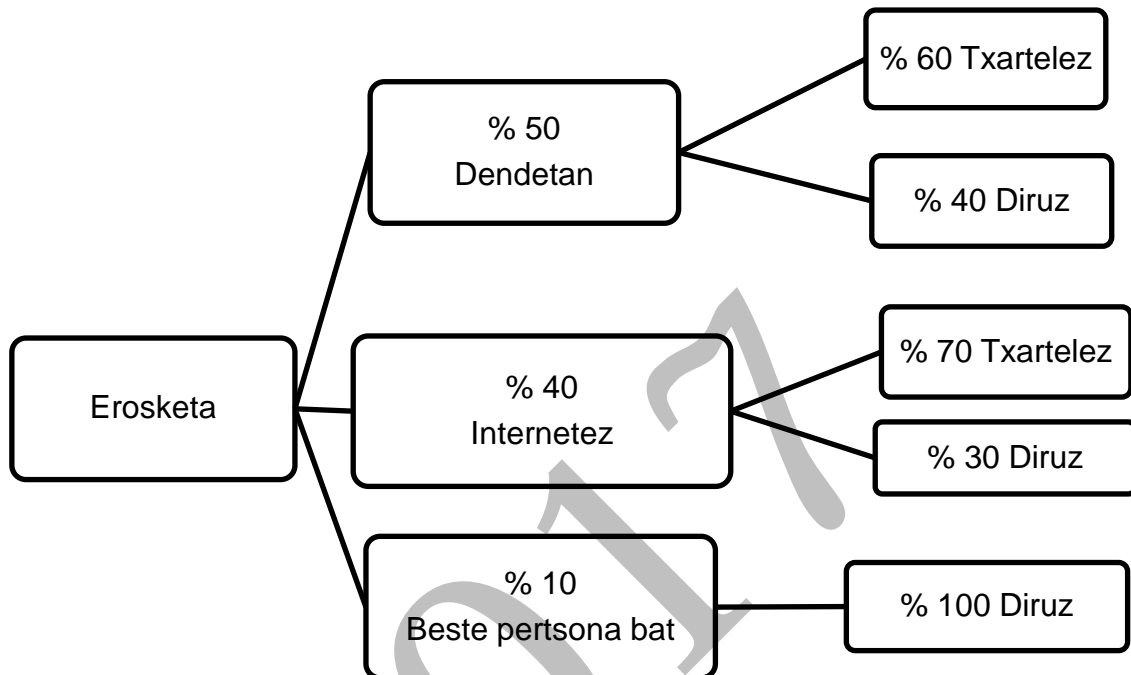 % 60 Txartelez
% 50
Dendetan
% 40 Diruz
% 70 Txartelez
% 40
Internetez
Erosketa
% 30 Diruz
% 10
Beste pertsona bat
% 100 Diruz